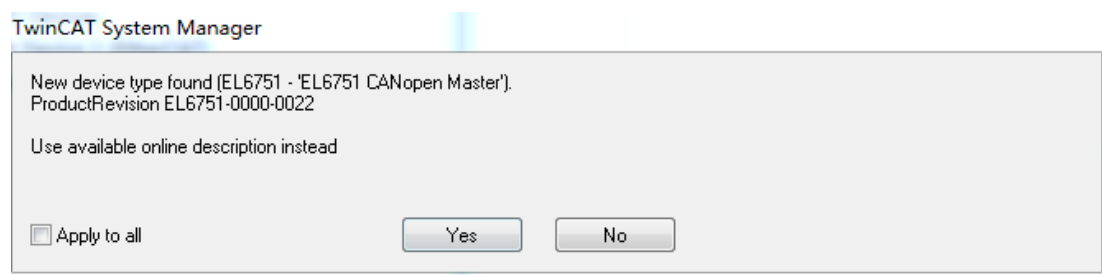 TwinCAT System Manager
New device type found (EL6751 - 'EL6751 CANopen Master').
ProductRevision EL6751-0000-0022
Use available online description instead
Apply to all
Yes
No